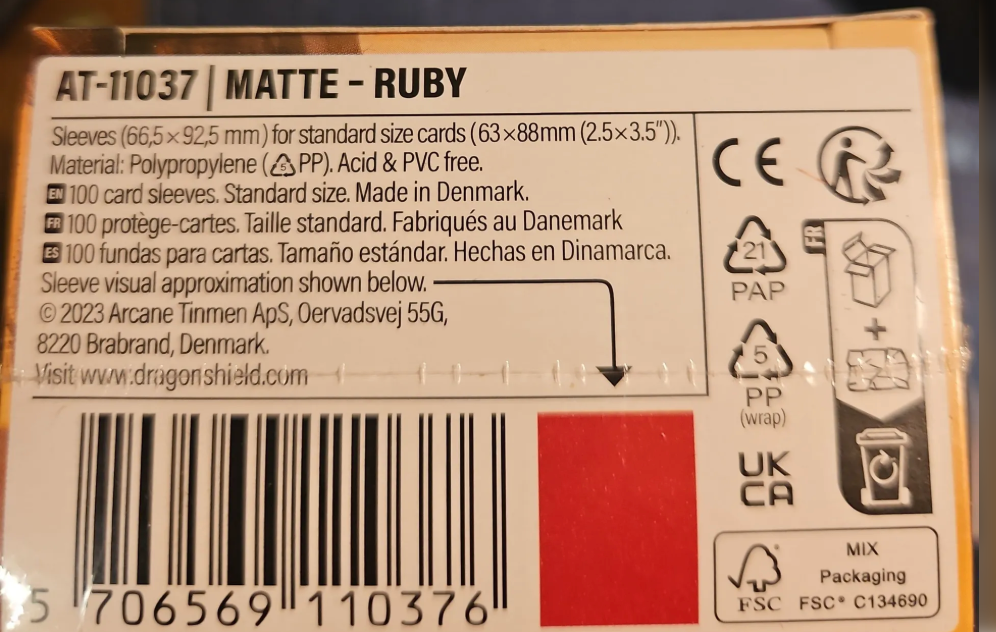 AT-11037 | MATTE - RUBY
Sleeves (66,5×92,5 mm) for standard size cards (63×88mm (2.5×3.5")).
Material: Polypropylene (5 PP). Acid & PVC free.
EN 100 card sleeves. Standard size. Made in Denmark.
FR 100 protège-cartes. Taille standard. Fabriqués au Danemark
ES 100 fundas para cartas. Tamaño estándar. Hechas en Dinamarca.
Sleeve visual approximation shown below.
© 2023 Arcane Tinmen ApS, Oervadsvej 55G,
8220 Brabrand, Denmark.
Visit www.dragonshield.com
5 706569 110376
CE
21
PAP
5
PP
(wrap)
UK
CA
FR
+
FSC
MIX
Packaging
FSC® C134690